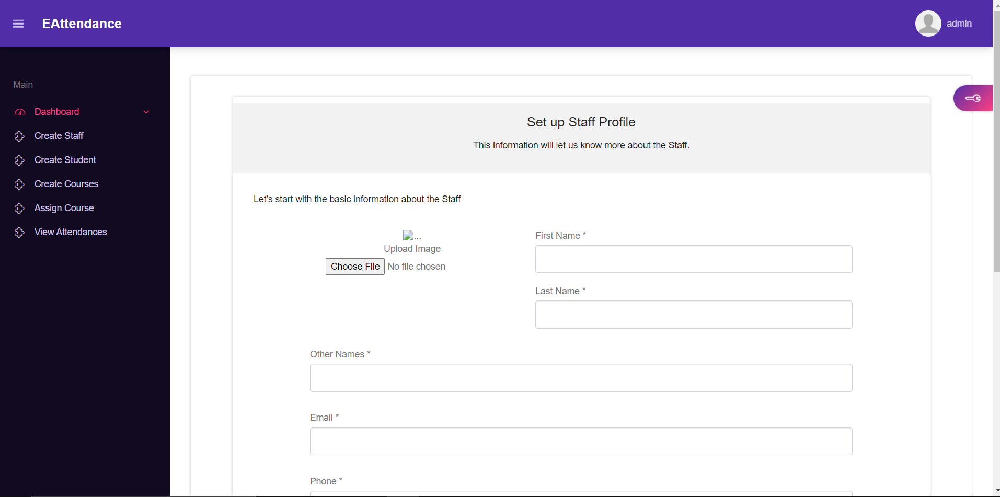 EAttendance
admin
Main
Dashboard
Create Staff
Create Student
Create Courses
Assign Course
View Attendances
Set up Staff Profile
This information will let us know more about the Staff.
Let's start with the basic information about the Staff
...
Upload Image
Choose File No file chosen
First Name *
Last Name *
Other Names *
Email *
Phone *